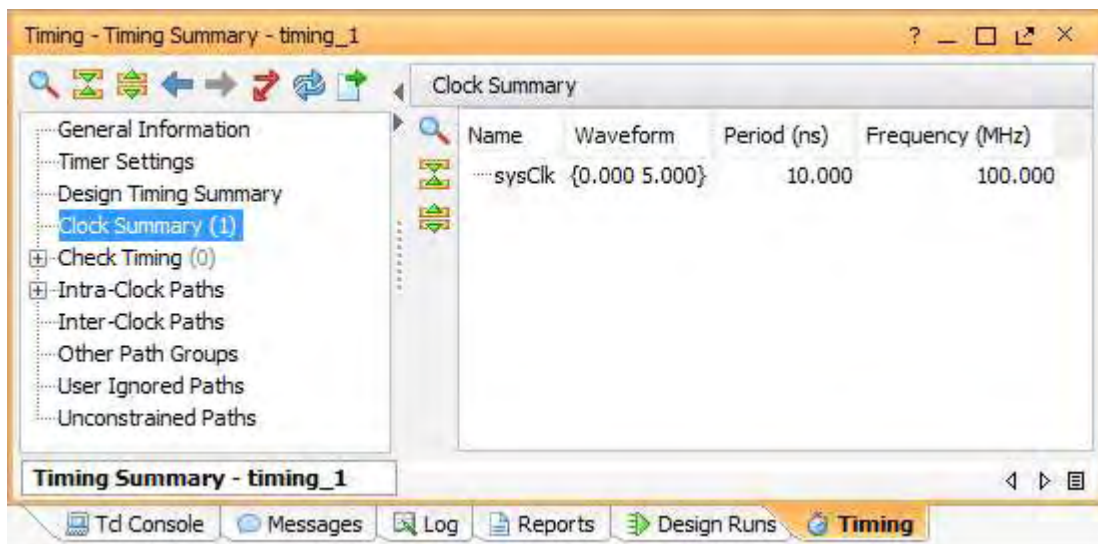 Timing - Timing Summary - timing_1
?
General Information
Timer Settings
Design Timing Summary
Clock Summary (1)
Check Timing (0)
Intra-Clock Paths
Inter-Clock Paths
Other Path Groups
User Ignored Paths
Unconstrained Paths
Timing Summary - timing_1
Clock Summary
Name Waveform Period (ns) Frequency (MHz)
sysClk {0.000 5.000} 10.000 100.000
Tcl Console Messages Log Reports Design Runs Timing